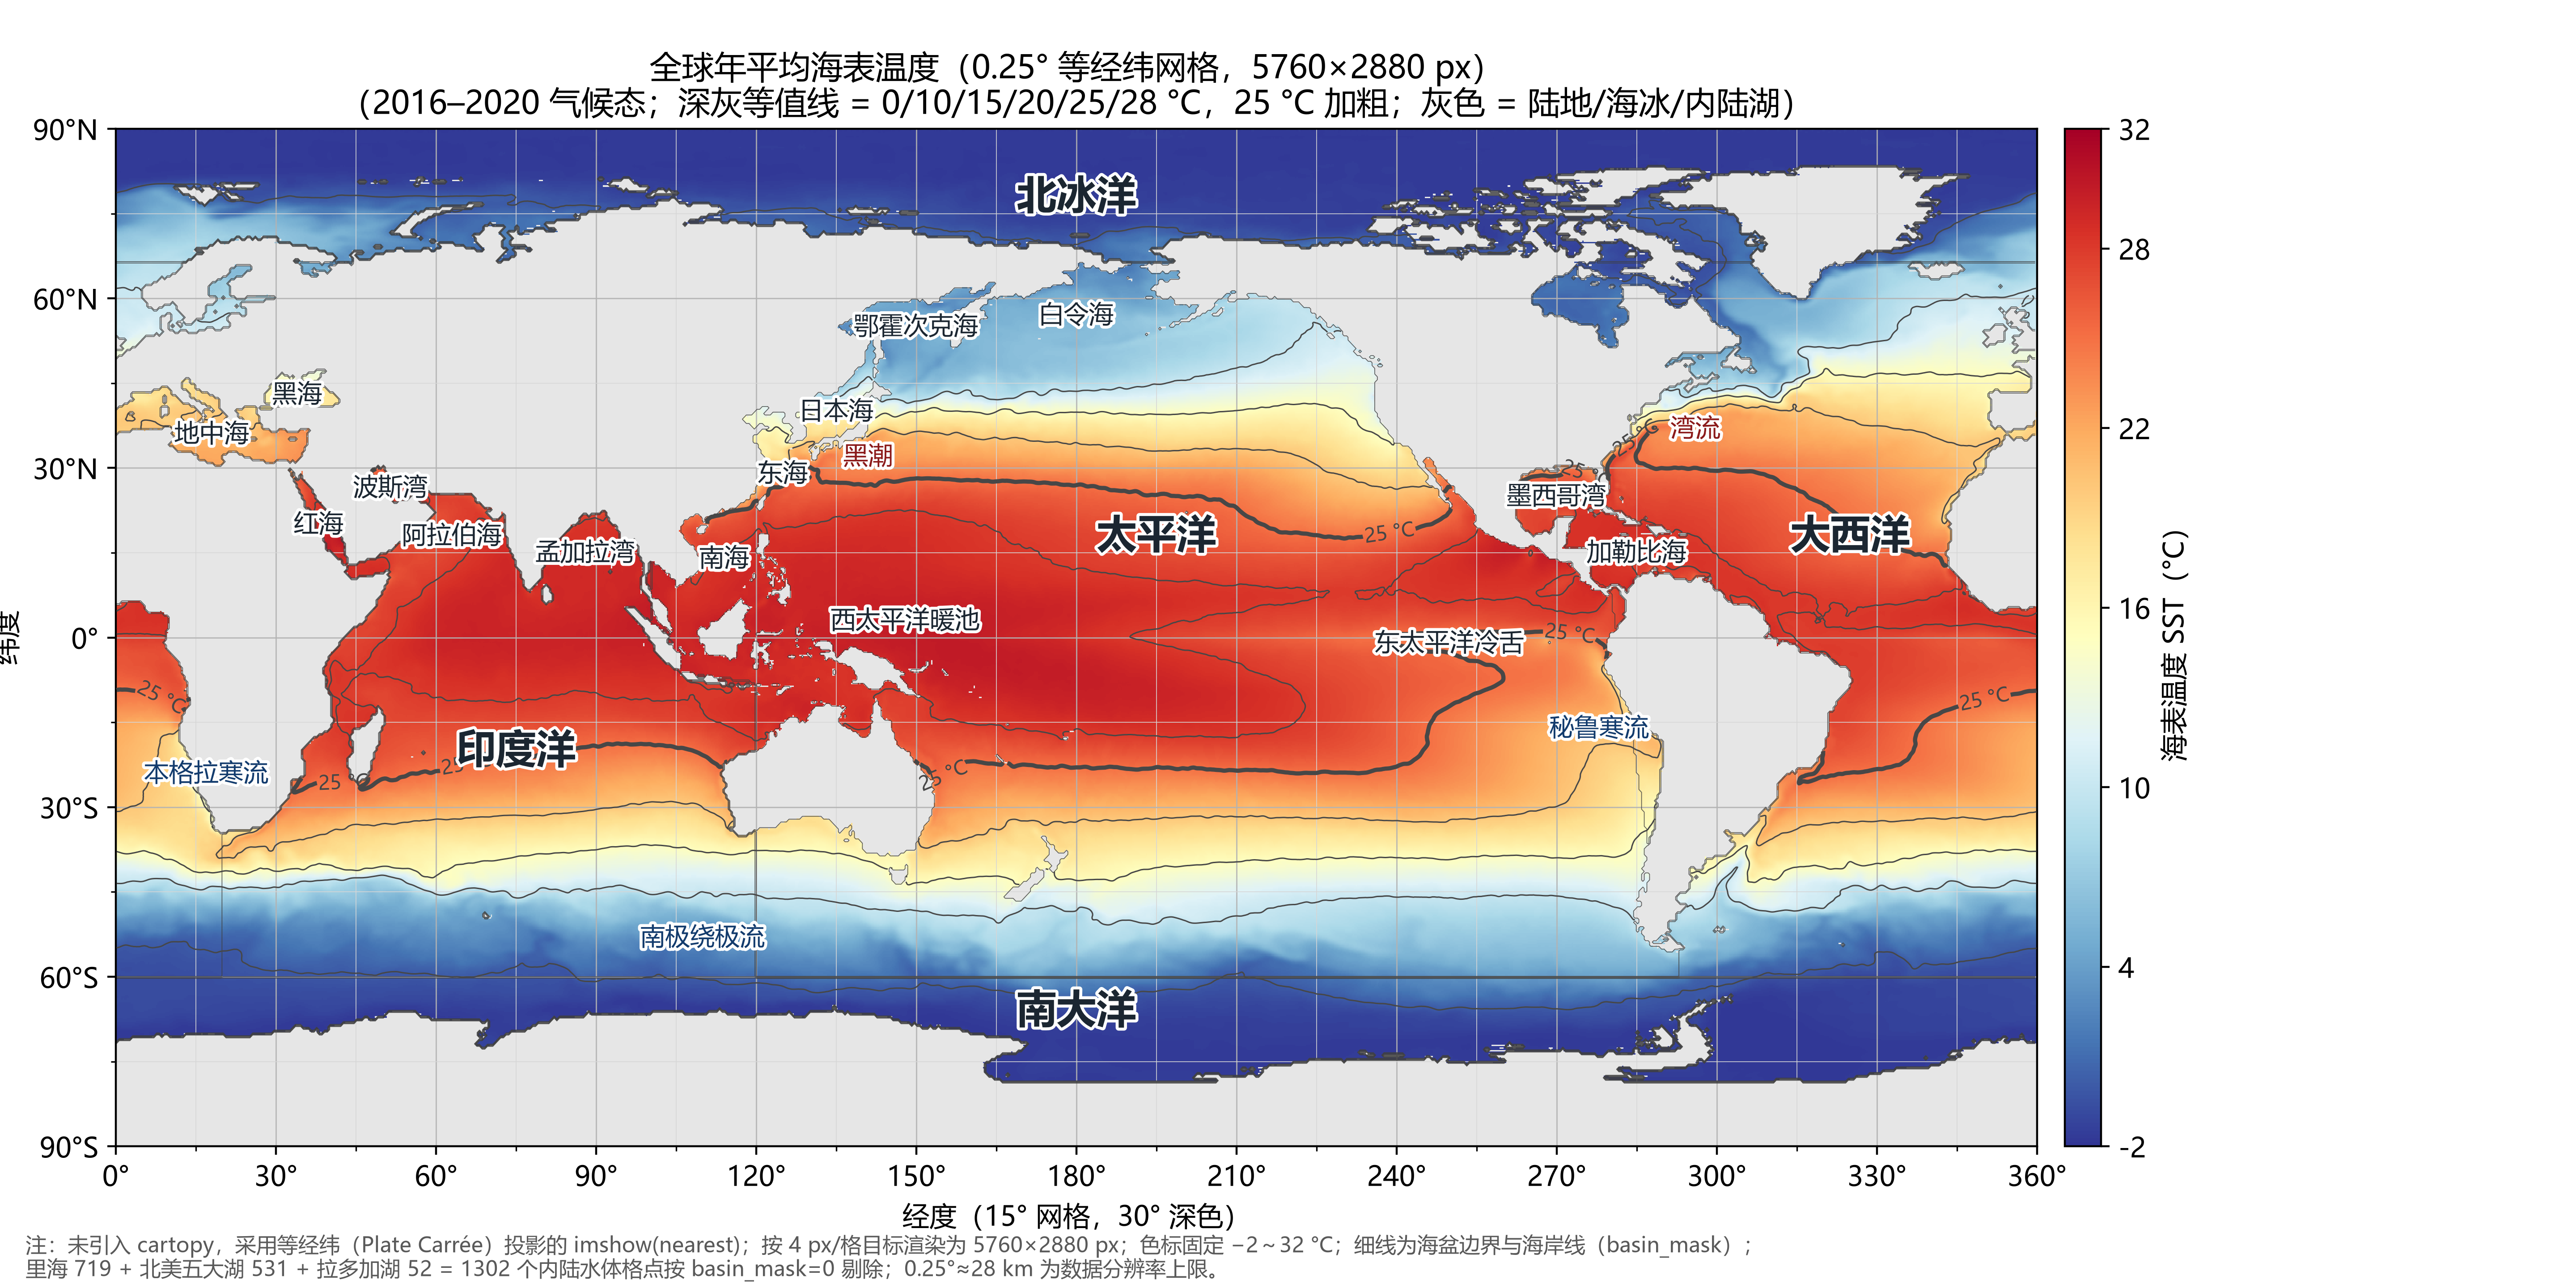 全球年平均海表温度（0.25° 等经纬网格，5760×2880 px）
（2016–2020 气候态；深灰等值线 = 0/10/15/20/25/28 °C，25 °C 加粗；灰色 = 陆地/海冰/内陆湖）
90°N
60°N
30°N
0°
30°S
60°S
90°S
纬度
北冰洋
鄂霍次克海
白令海
黑海
地中海
日本海
黑潮
东海
湾流
波斯湾
红海
阿拉伯海
孟加拉湾
南海
太平洋
墨西哥湾
加勒比海
大西洋
西太平洋暖池
东太平洋冷舌
秘鲁寒流
印度洋
本格拉寒流
南极绕极流
南大洋
25 °C
25 °C
25 °C
25 °C
25 °C
25 °C
25 °C
25
25
25 °C
0° 30° 60° 90° 120° 150° 180° 210° 240° 270° 300° 330° 360°
经度（15° 网格，30° 深色）
32
28
22
16
10
4
-2
海表温度 SST（°C）
注：未引入 cartopy，采用等经纬（Plate Carrée）投影的 imshow(nearest)；按 4 px/格目标渲染为 5760×2880 px；色标固定 −2～32 °C；细线为海盆边界与海岸线（basin_mask）；
里海 719 + 北美五大湖 531 + 拉多加湖 52 = 1302 个内陆水体格点按 basin_mask=0 剔除；0.25°≈28 km 为数据分辨率上限。